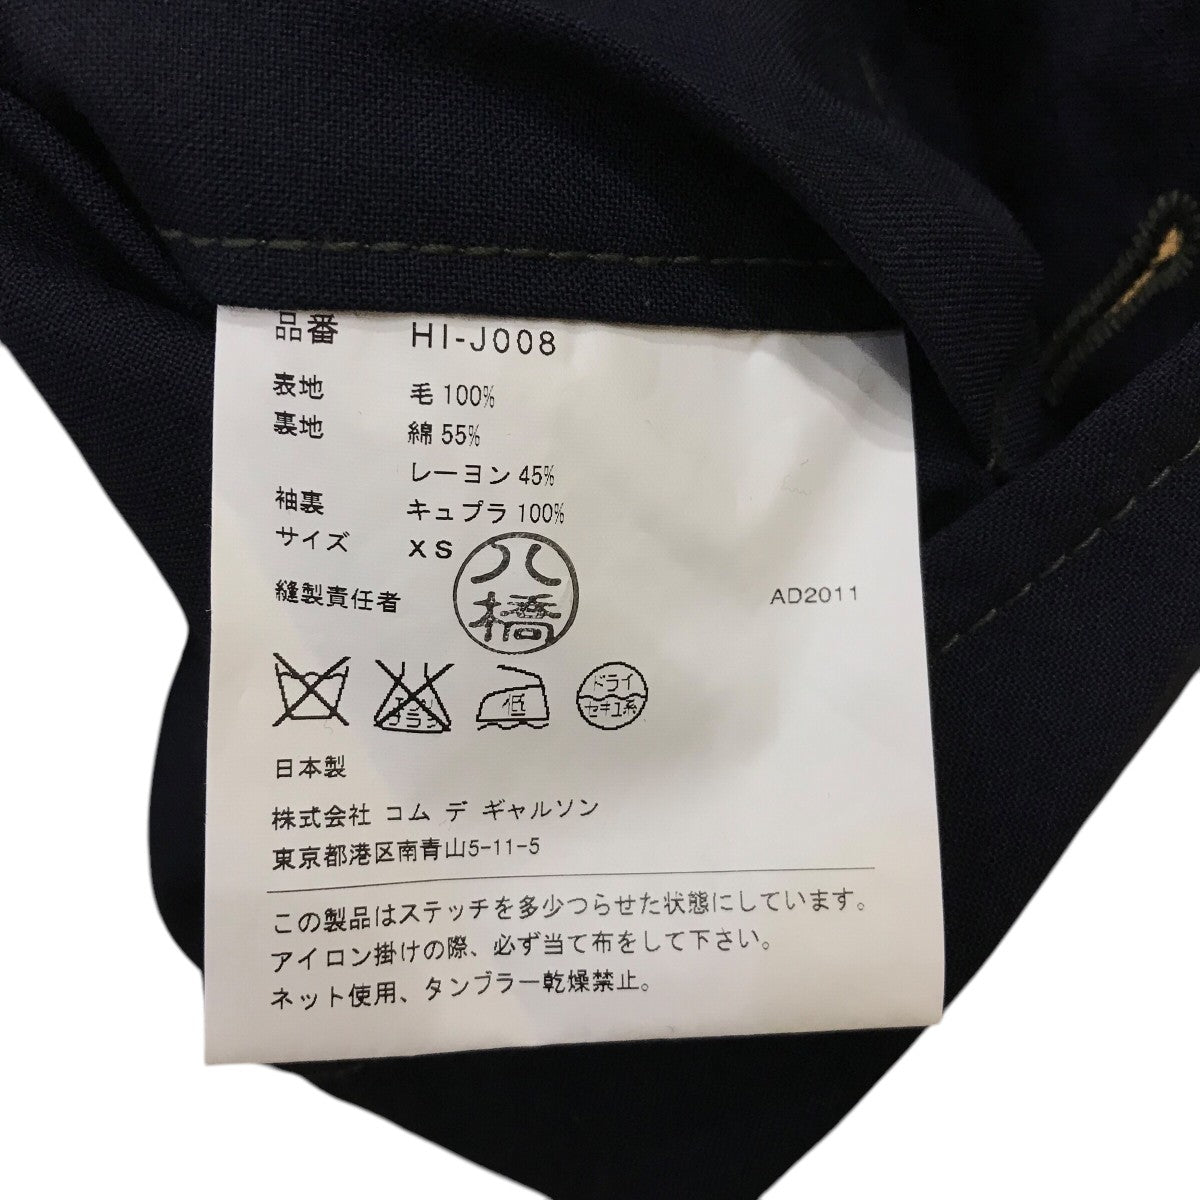 品番 HI-J008
表地 毛 100%
裏地 綿 55%
レーヨン 45%
袖裏 キュプラ 100%
サイズ XS
八橋
縫製責任者
AD2011
エンソ
フラシ
低
ドライ
セキユ系
日本製
株式会社 コム デ ギャルソン
東京都港区南青山5-11-5
この製品はステッチを多少つらせた状態にしています。
アイロン掛けの際、必ず当て布をして下さい。
ネット使用、タンブラー乾燥禁止。